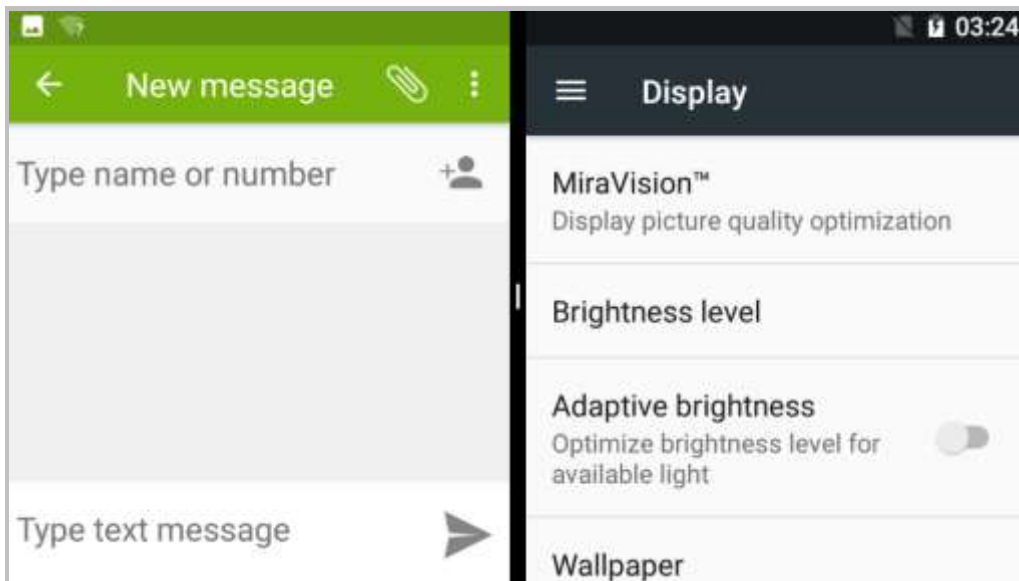 03:24
New message
Type name or number
Type text message
Display
MiraVision™
Display picture quality optimization
Brightness level
Adaptive brightness
Optimize brightness level for
available light
Wallpaper